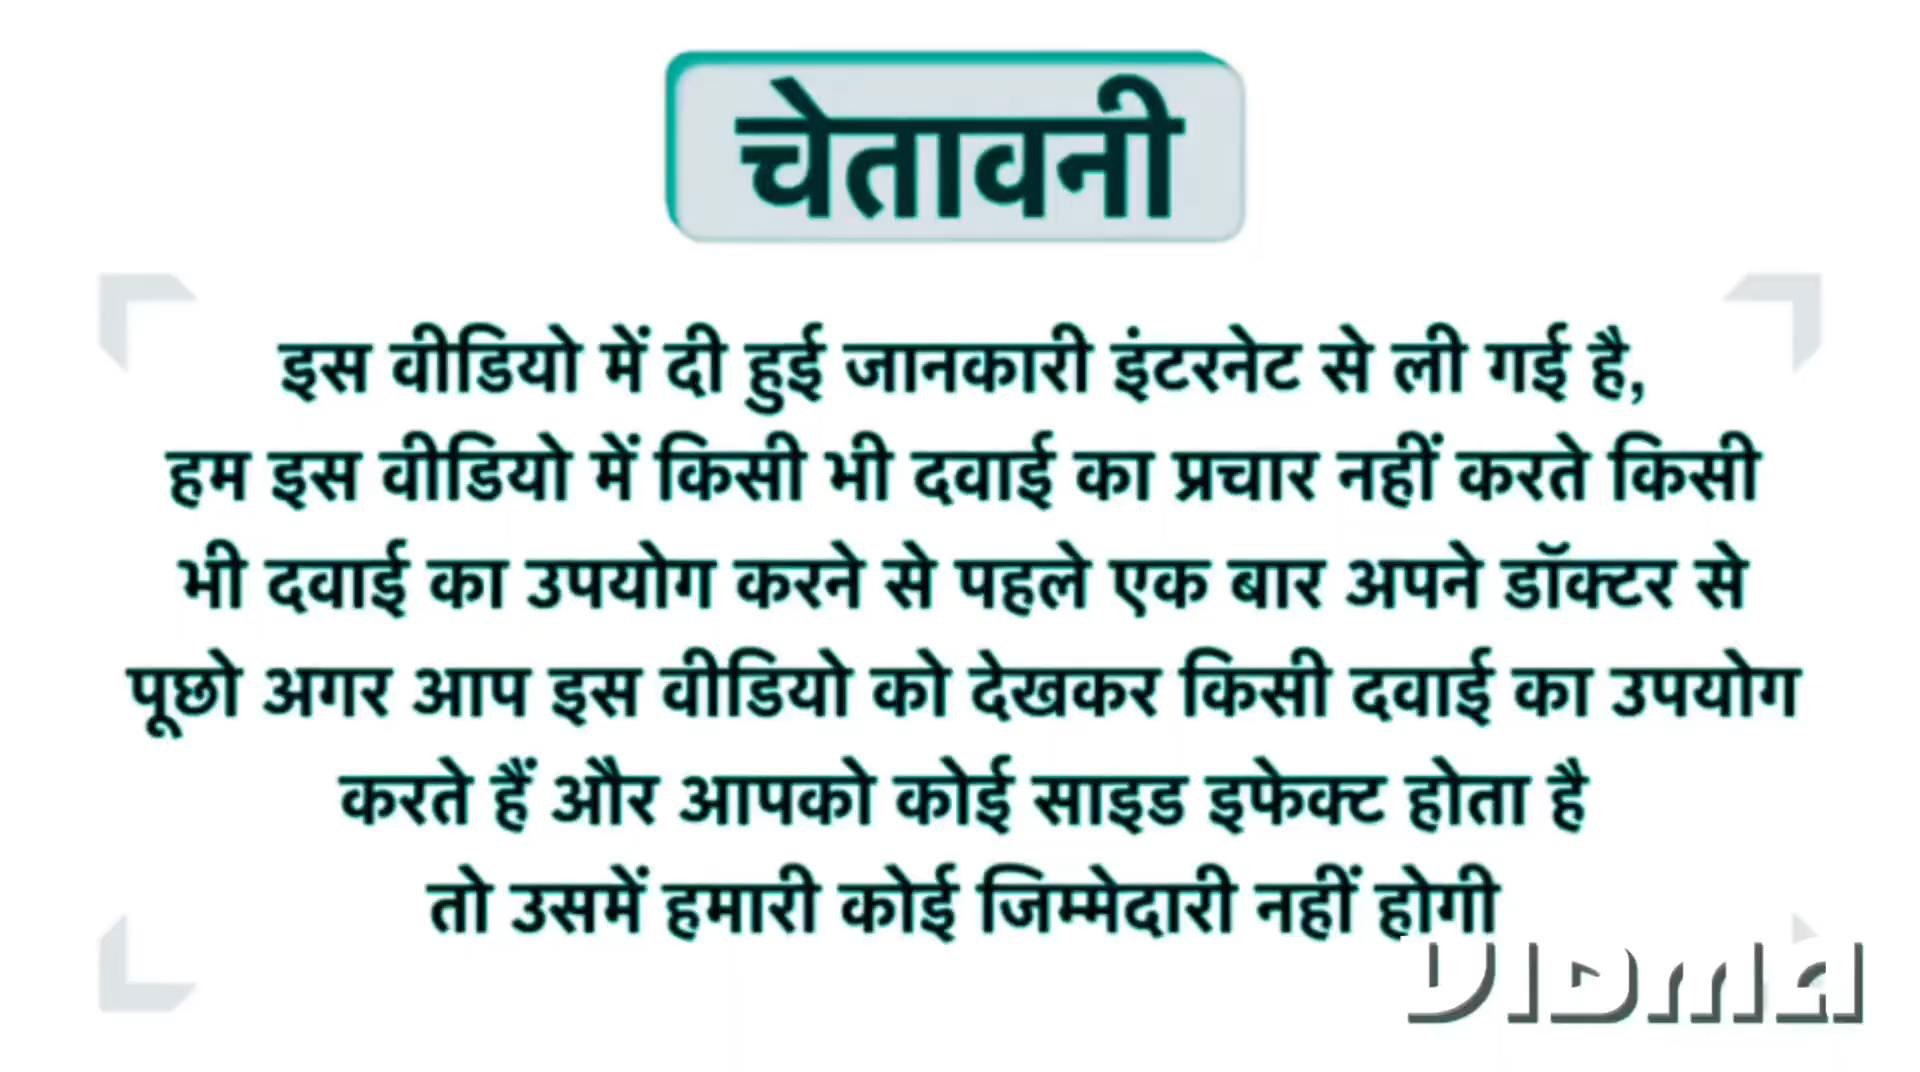 चेतावनी
इस वीडियो में दी हुई जानकारी इंटरनेट से ली गई है,
हम इस वीडियो में किसी भी दवाई का प्रचार नहीं करते किसी
भी दवाई का उपयोग करने से पहले एक बार अपने डॉक्टर से
पूछो अगर आप इस वीडियो को देखकर किसी दवाई का उपयोग
करते हैं और आपको कोई साइड इफेक्ट होता है
तो उसमें हमारी कोई जिम्मेदारी नहीं होगी
VIDMA